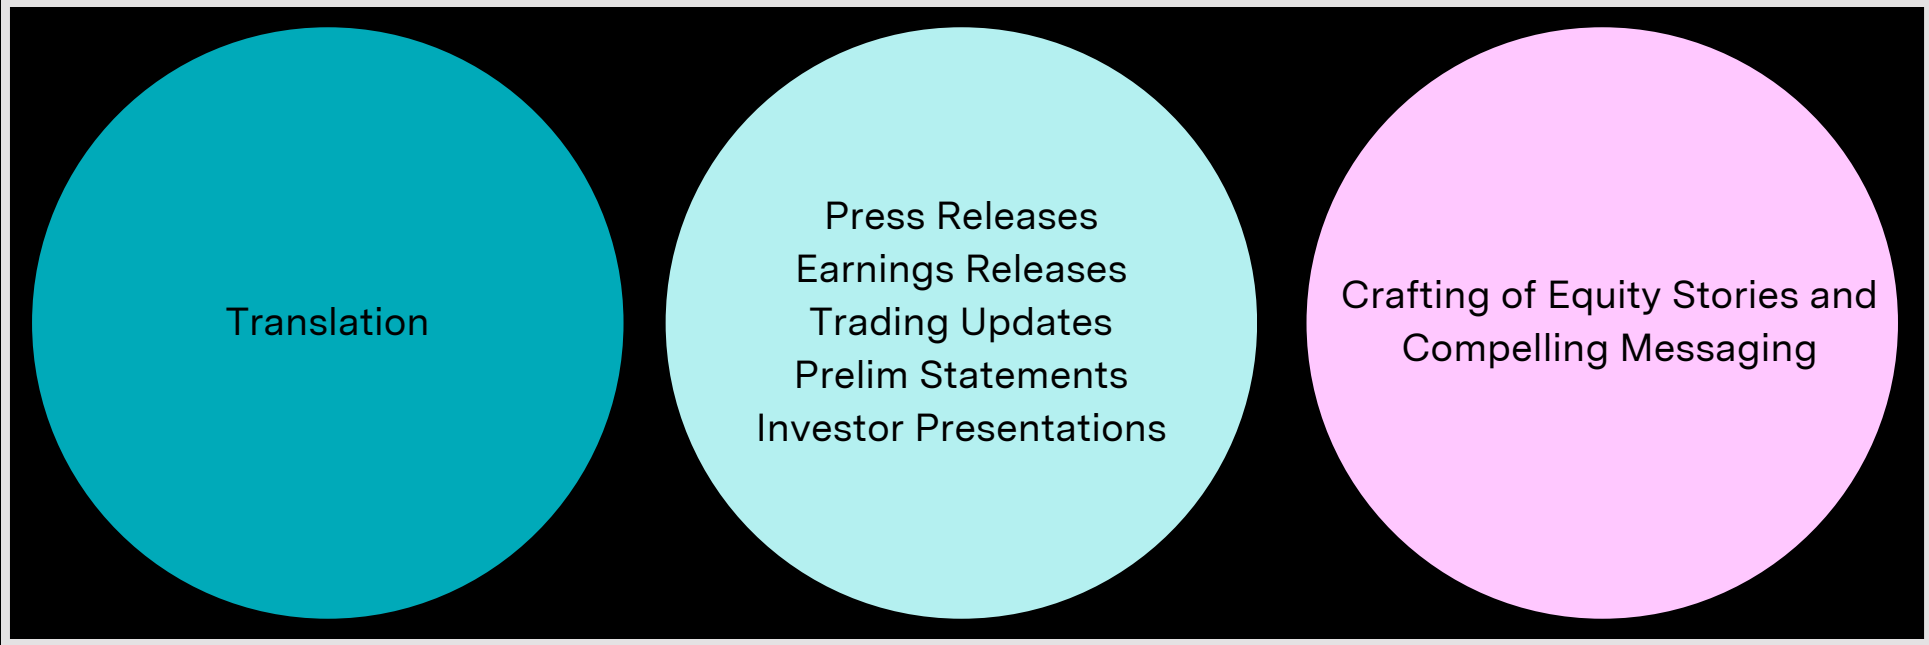 Translation
Press Releases
Earnings Releases
Trading Updates
Prelim Statements
Investor Presentations
Crafting of Equity Stories and
Compelling Messaging